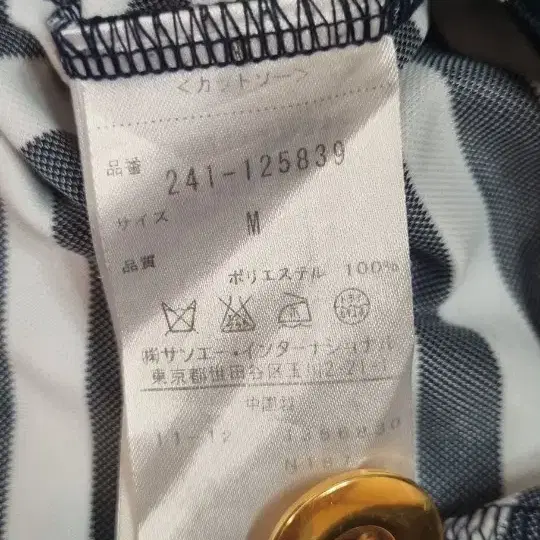 <カットソー>
品番 241-125839
サイズ M
品質
ポリエステル 100%
㈱サンエー・インターナショナル
東京都世田谷区玉川2-21-1
中国製
11-12